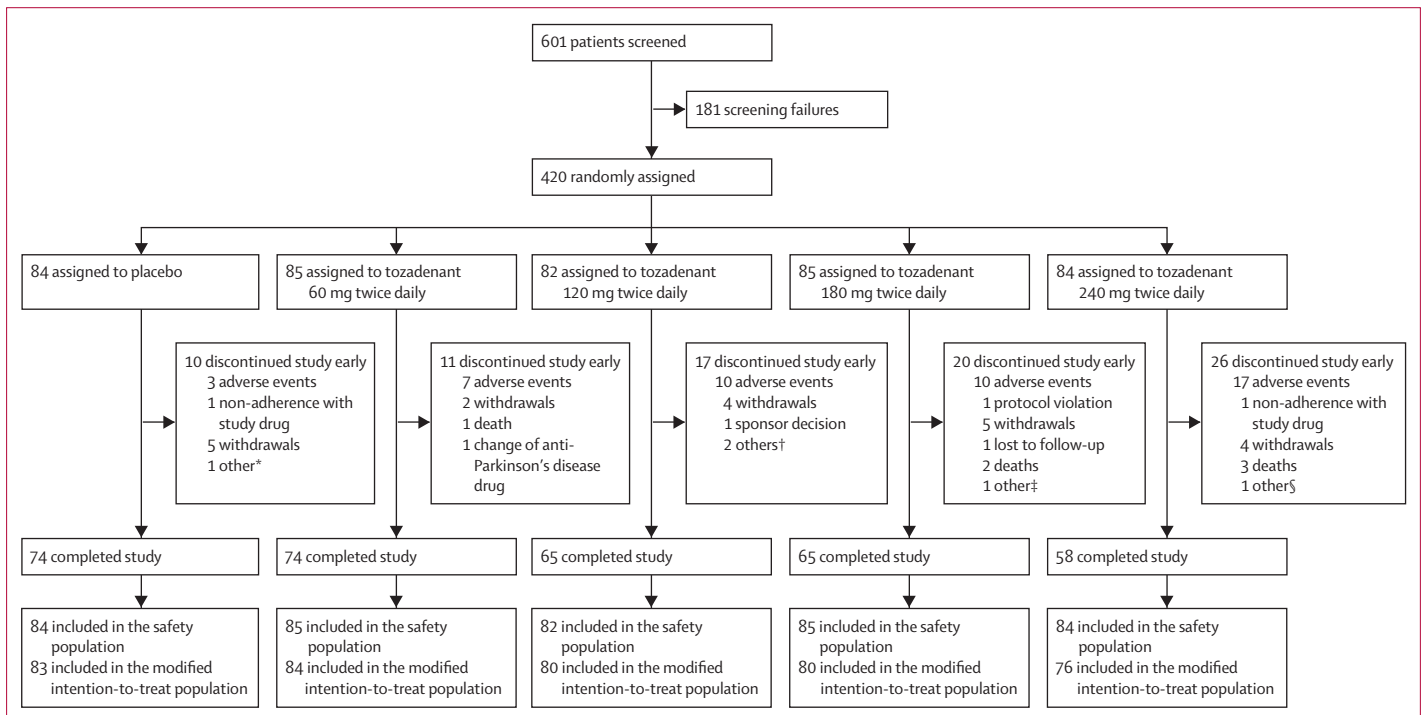 601 patients screened
181 screening failures
420 randomly assigned
84 assigned to placebo
85 assigned to tozadenant
60 mg twice daily
82 assigned to tozadenant
120 mg twice daily
85 assigned to tozadenant
180 mg twice daily
84 assigned to tozadenant
240 mg twice daily
10 discontinued study early
3 adverse events
1 non-adherence with
study drug
5 withdrawals
1 other*
11 discontinued study early
7 adverse events
2 withdrawals
1 death
1 change of anti-
Parkinson's disease
drug
17 discontinued study early
10 adverse events
4 withdrawals
1 sponsor decision
2 others†
20 discontinued study early
10 adverse events
1 protocol violation
5 withdrawals
1 lost to follow-up
2 deaths
1 other‡
26 discontinued study early
17 adverse events
1 non-adherence with
study drug
4 withdrawals
3 deaths
1 other§
74 completed study
74 completed study
65 completed study
65 completed study
58 completed study
84 included in the safety
population
83 included in the modified
intention-to-treat population
85 included in the safety
population
84 included in the modified
intention-to-treat population
82 included in the safety
population
80 included in the modified
intention-to-treat population
85 included in the safety
population
80 included in the modified
intention-to-treat population
84 included in the safety
population
76 included in the modified
intention-to-treat population